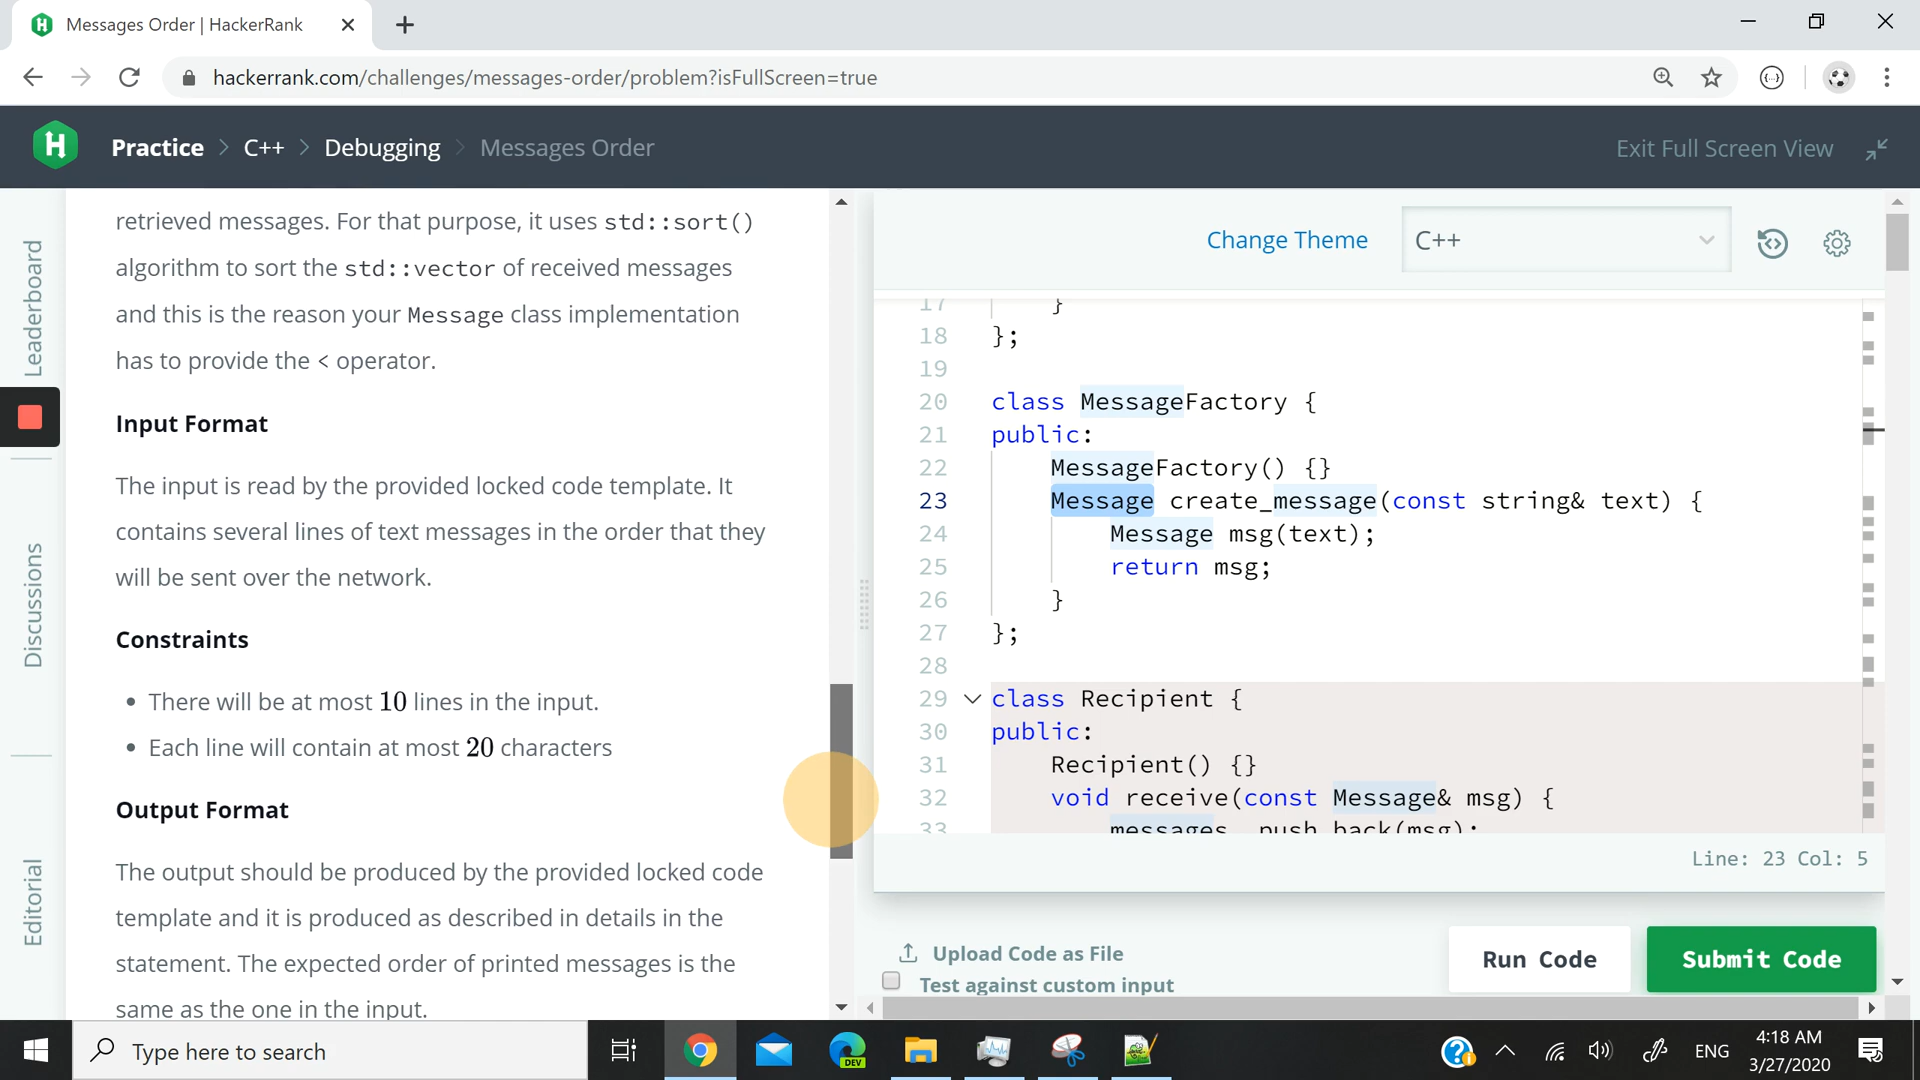 Messages Order | HackerRank
hackerrank.com/challenges/messages-order/problem?isFullScreen=true
Practice > C++ > Debugging > Messages Order
Exit Full Screen View
Leaderboard
Discussions
Editorial
retrieved messages. For that purpose, it uses std::sort()
algorithm to sort the std::vector of received messages
and this is the reason your Message class implementation
has to provide the < operator.
Input Format
The input is read by the provided locked code template. It
contains several lines of text messages in the order that they
will be sent over the network.
Constraints
• There will be at most 10 lines in the input.
• Each line will contain at most 20 characters
Output Format
The output should be produced by the provided locked code
template and it is produced as described in details in the
statement. The expected order of printed messages is the
same as the one in the input.
Change Theme
C++
17 }
18 };
19
20 class MessageFactory {
21 public:
22 MessageFactory() {}
23 Message create_message(const string& text) {
24 Message msg(text);
25 return msg;
26 }
27 };
28
29 class Recipient {
30 public:
31 Recipient() {}
32 void receive(const Message& msg) {
33 messages_.push_back(msg);
Line: 23 Col: 5
Upload Code as File
Test against custom input
Run Code
Submit Code
Type here to search
DEV
ENG
4:18 AM
3/27/2020